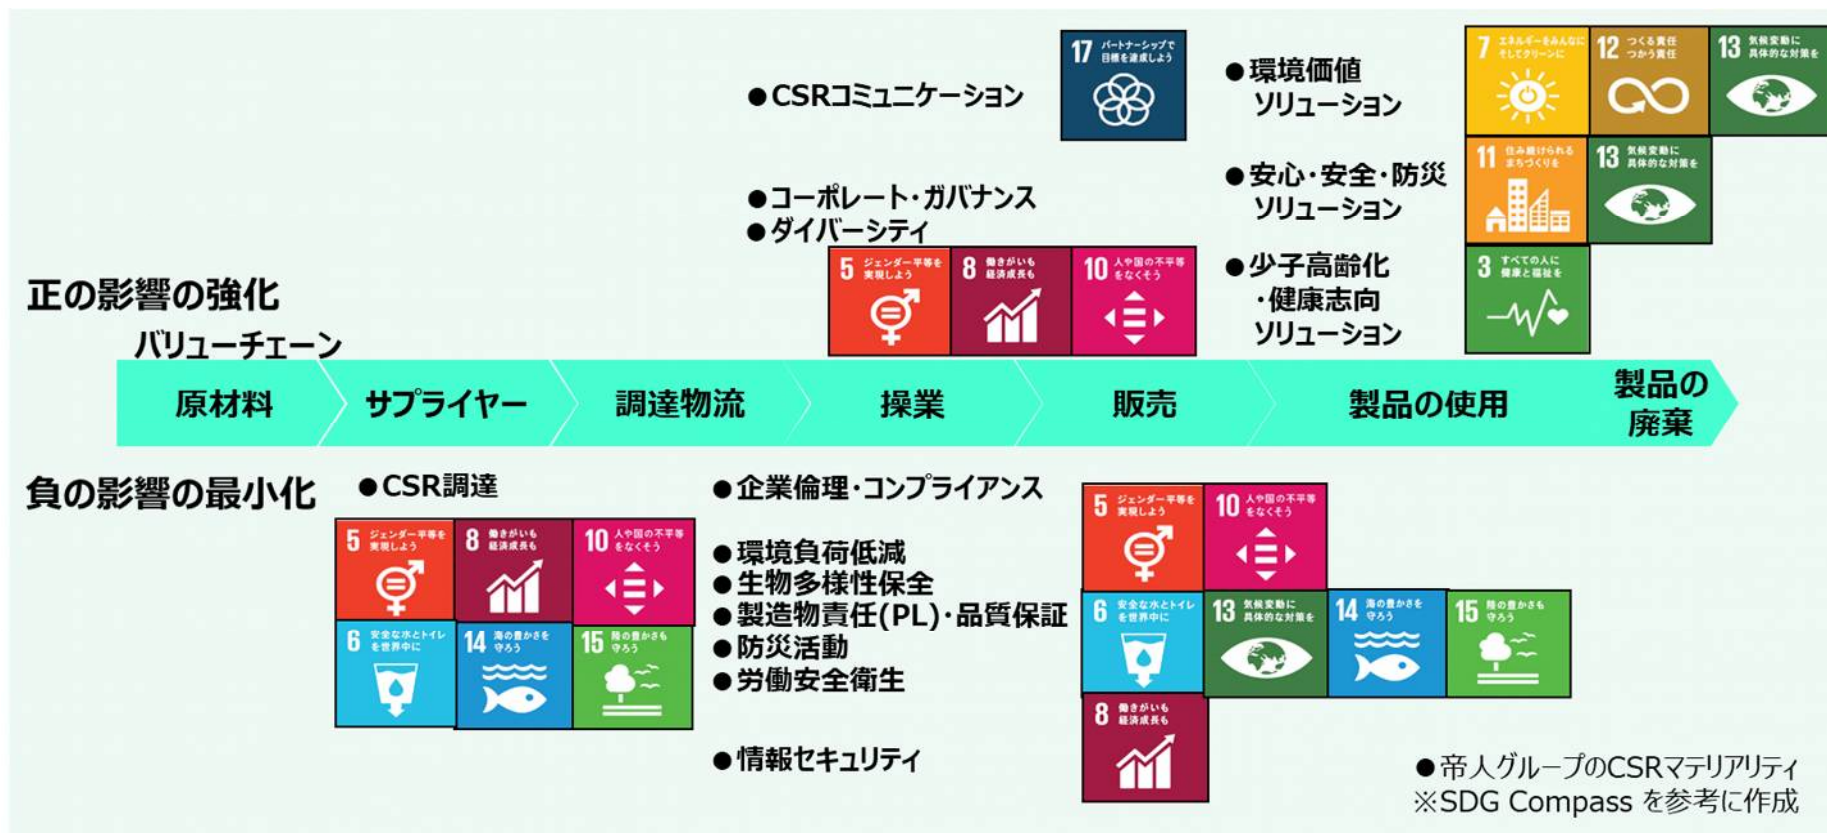 ●CSRコミュニケーション
17 パートナーシップで
目標を達成しよう
●コーポレート・ガバナンス
●ダイバーシティ
5 ジェンダー平等を
実現しよう
8 働きがいも
経済成長も
10 人や国の不平等
をなくそう
●環境価値
ソリューション
7 エネルギーをみんなに
そしてクリーンに
12 つくる責任
つかう責任
13 気候変動に
具体的な対策を
●安心・安全・防災
ソリューション
11 住み続けられる
まちづくりを
13 気候変動に
具体的な対策を
●少子高齢化
・健康志向
ソリューション
3 すべての人に
健康と福祉を
正の影響の強化
バリューチェーン
原材料
サプライヤー
調達物流
操業
販売
製品の使用
製品の
廃棄
負の影響の最小化
●CSR調達
5 ジェンダー平等を
実現しよう
8 働きがいも
経済成長も
10 人や国の不平等
をなくそう
6 安全な水とトイレ
を世界中に
14 海の豊かさを
守ろう
15 陸の豊かさも
守ろう
●企業倫理・コンプライアンス
●環境負荷低減
●生物多様性保全
●製造物責任(PL)・品質保証
●防災活動
●労働安全衛生
●情報セキュリティ
5 ジェンダー平等を
実現しよう
10 人や国の不平等
をなくそう
6 安全な水とトイレ
を世界中に
13 気候変動に
具体的な対策を
14 海の豊かさを
守ろう
15 陸の豊かさも
守ろう
8 働きがいも
経済成長も
●帝人グループのCSRマテリアリティ
※SDG Compass を参考に作成